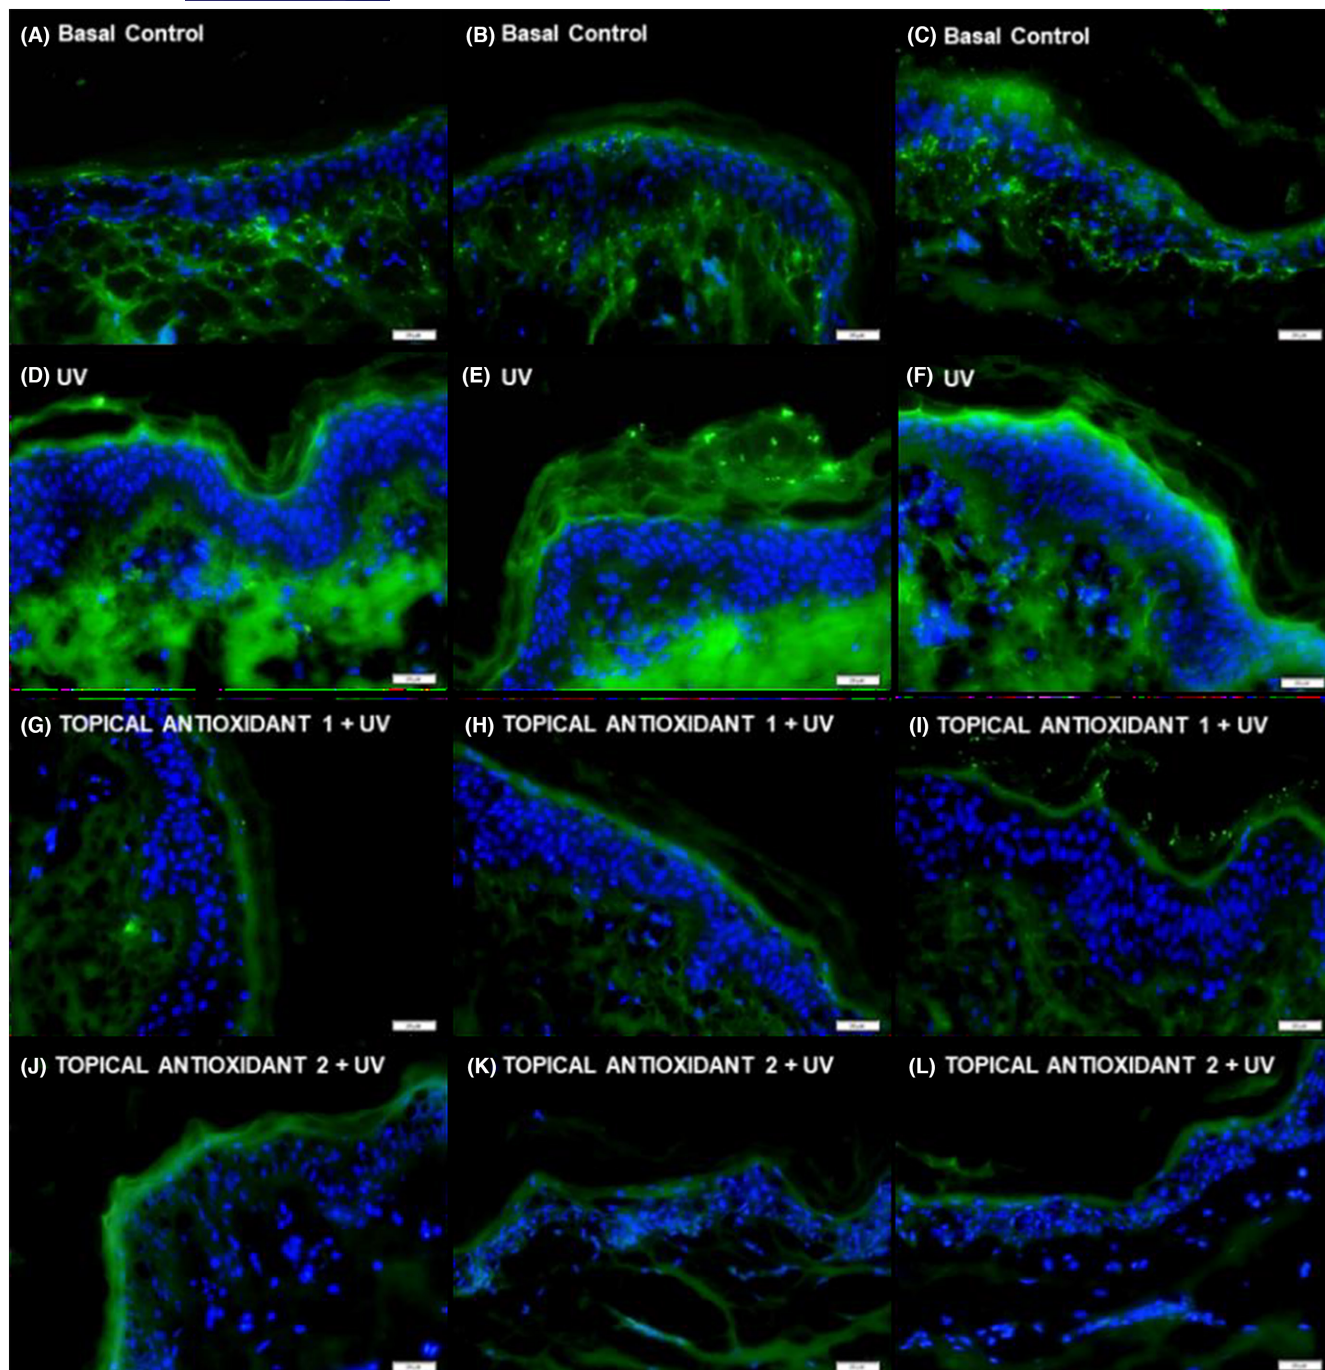 (A) Basal Control
(B) Basal Control
(C) Basal Control
(D) UV
(E) UV
(F) UV
(G) TOPICAL ANTIOXIDANT 1 + UV
(H) TOPICAL ANTIOXIDANT 1 + UV
(I) TOPICAL ANTIOXIDANT 1 + UV
(J) TOPICAL ANTIOXIDANT 2 + UV
(K) TOPICAL ANTIOXIDANT 2 + UV
(L) TOPICAL ANTIOXIDANT 2 + UV